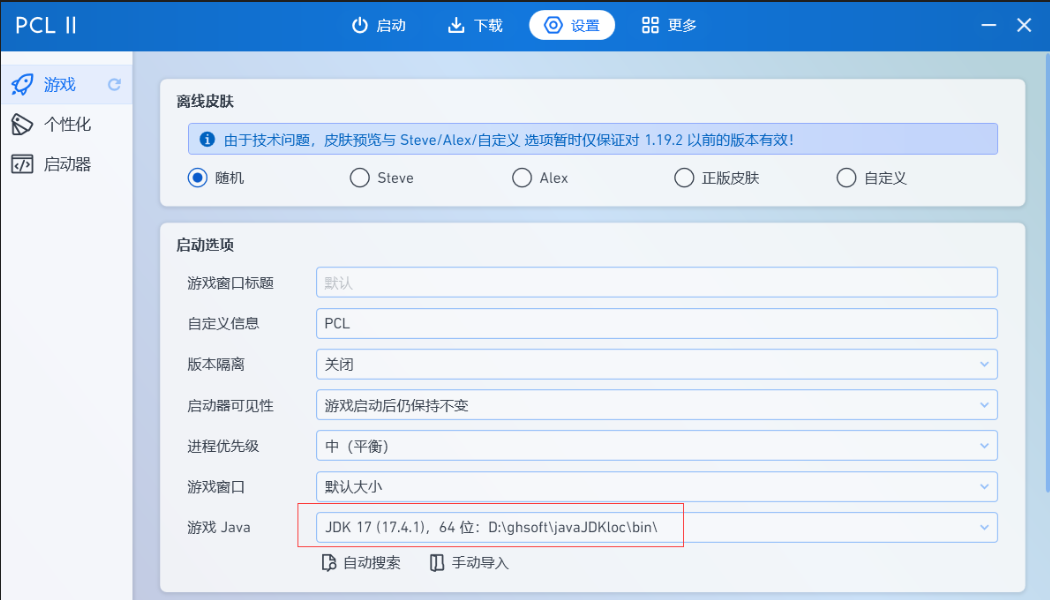 PCL II
启动 下载 设置 更多
游戏
个性化
启动器
离线皮肤
由于技术问题，皮肤预览与 Steve/Alex/自定义 选项暂时仅保证对 1.19.2 以前的版本有效！
随机 Steve Alex 正版皮肤 自定义
启动选项
游戏窗口标题 默认
自定义信息 PCL
版本隔离 关闭
启动器可见性 游戏启动后仍保持不变
进程优先级 中（平衡）
游戏窗口 默认大小
游戏 Java JDK 17 (17.4.1)，64 位：D:\ghsoft\javaJDKloc\bin\
自动搜索 手动导入